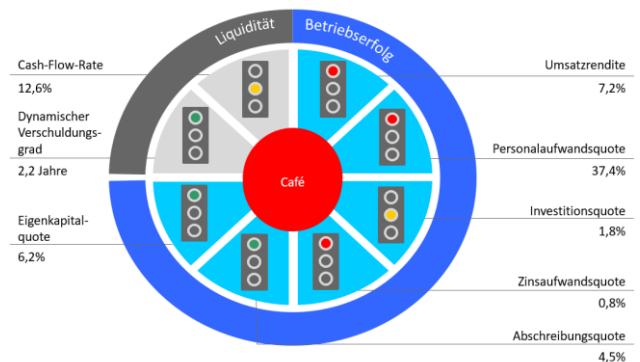 Liquidität
Betriebserfolg
Cash-Flow-Rate
12,6%
Dynamischer
Verschuldungs-
grad
2,2 Jahre
Eigenkapital-
quote
6,2%
Café
Umsatzrendite
7,2%
Personalaufwandsquote
37,4%
Investitionsquote
1,8%
Zinsaufwandsquote
0,8%
Abschreibungsquote
4,5%